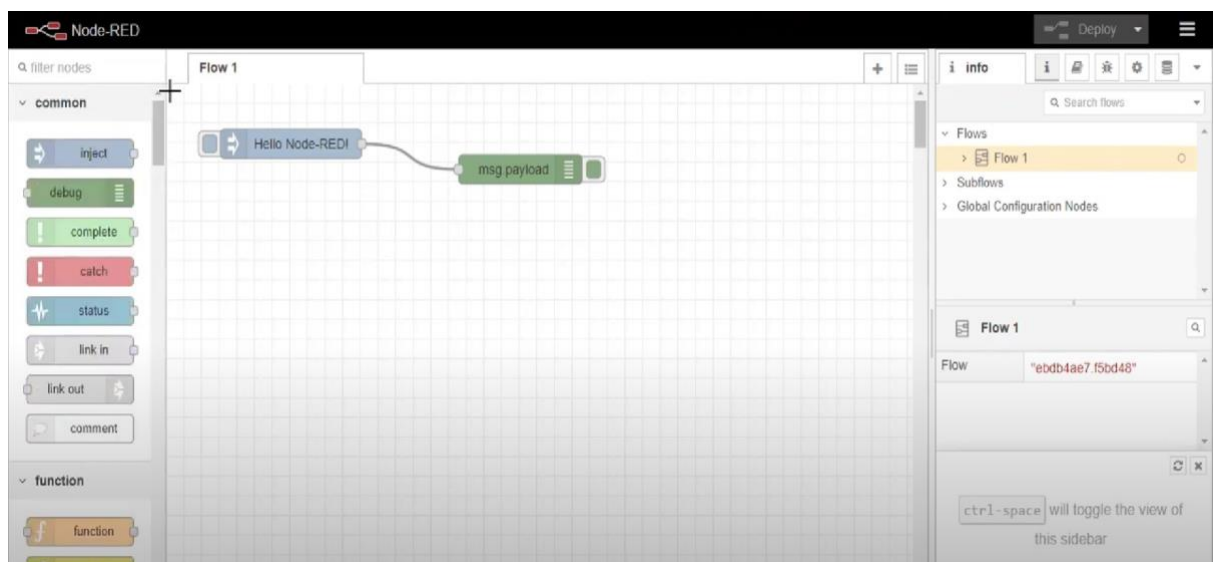 Node-RED
Deploy
filter nodes
Flow 1
i info
i
common
Search flows
inject
Hello Node-RED!
msg.payload
Flows
Flow 1
Subflows
Global Configuration Nodes
debug
complete
catch
status
link in
link out
comment
Flow 1
Flow
"ebdb4ae7.f5bd48"
function
function
ctrl-space will toggle the view of
this sidebar